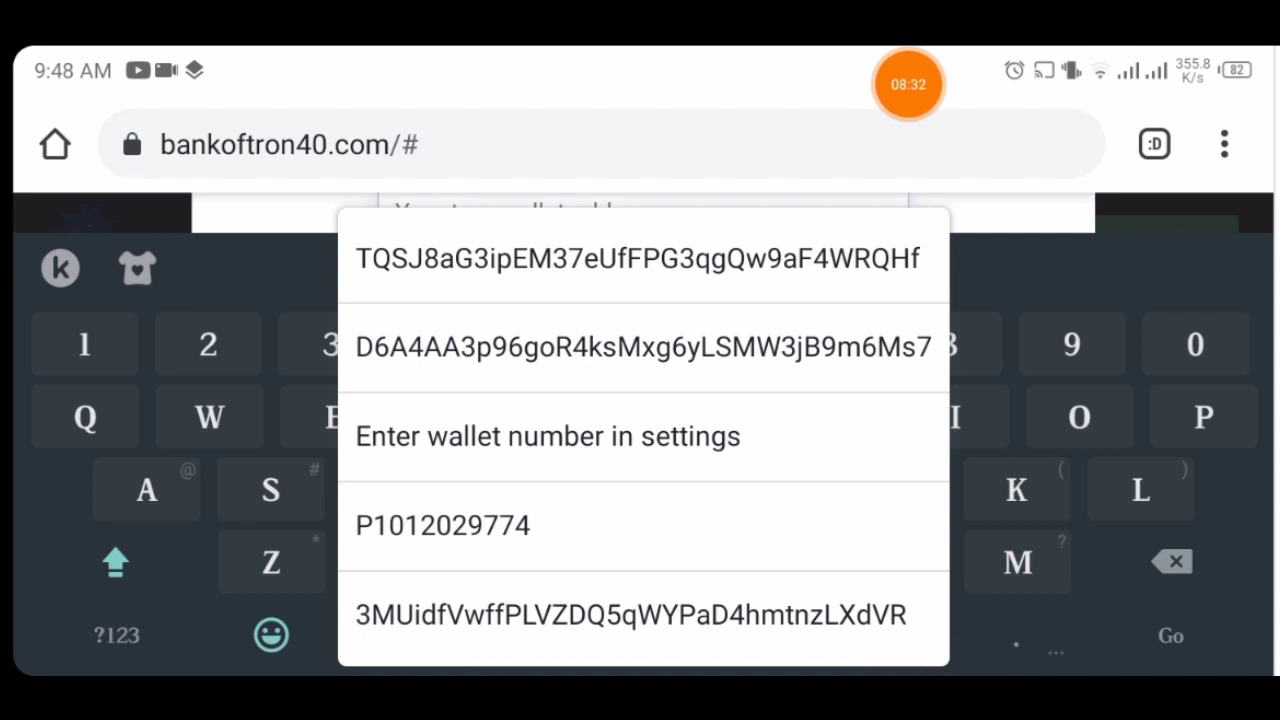 9:48 AM
08:32
355.8
K/s
82
bankoftron40.com/#
:D
TQSJ8aG3ipEM37eUfFPG3qgQw9aF4WRQHf
k
1 2 3 9 0
D6A4AA3p96goR4ksMxg6yLSMW3jB9m6Ms7
Q W E I O P
Enter wallet number in settings
@ # ( )
A S K L
P1012029774
* ?
Z M
3MUidfVwffPLVZDQ5qWYPaD4hmtnzLXdVR
?123 . ... Go